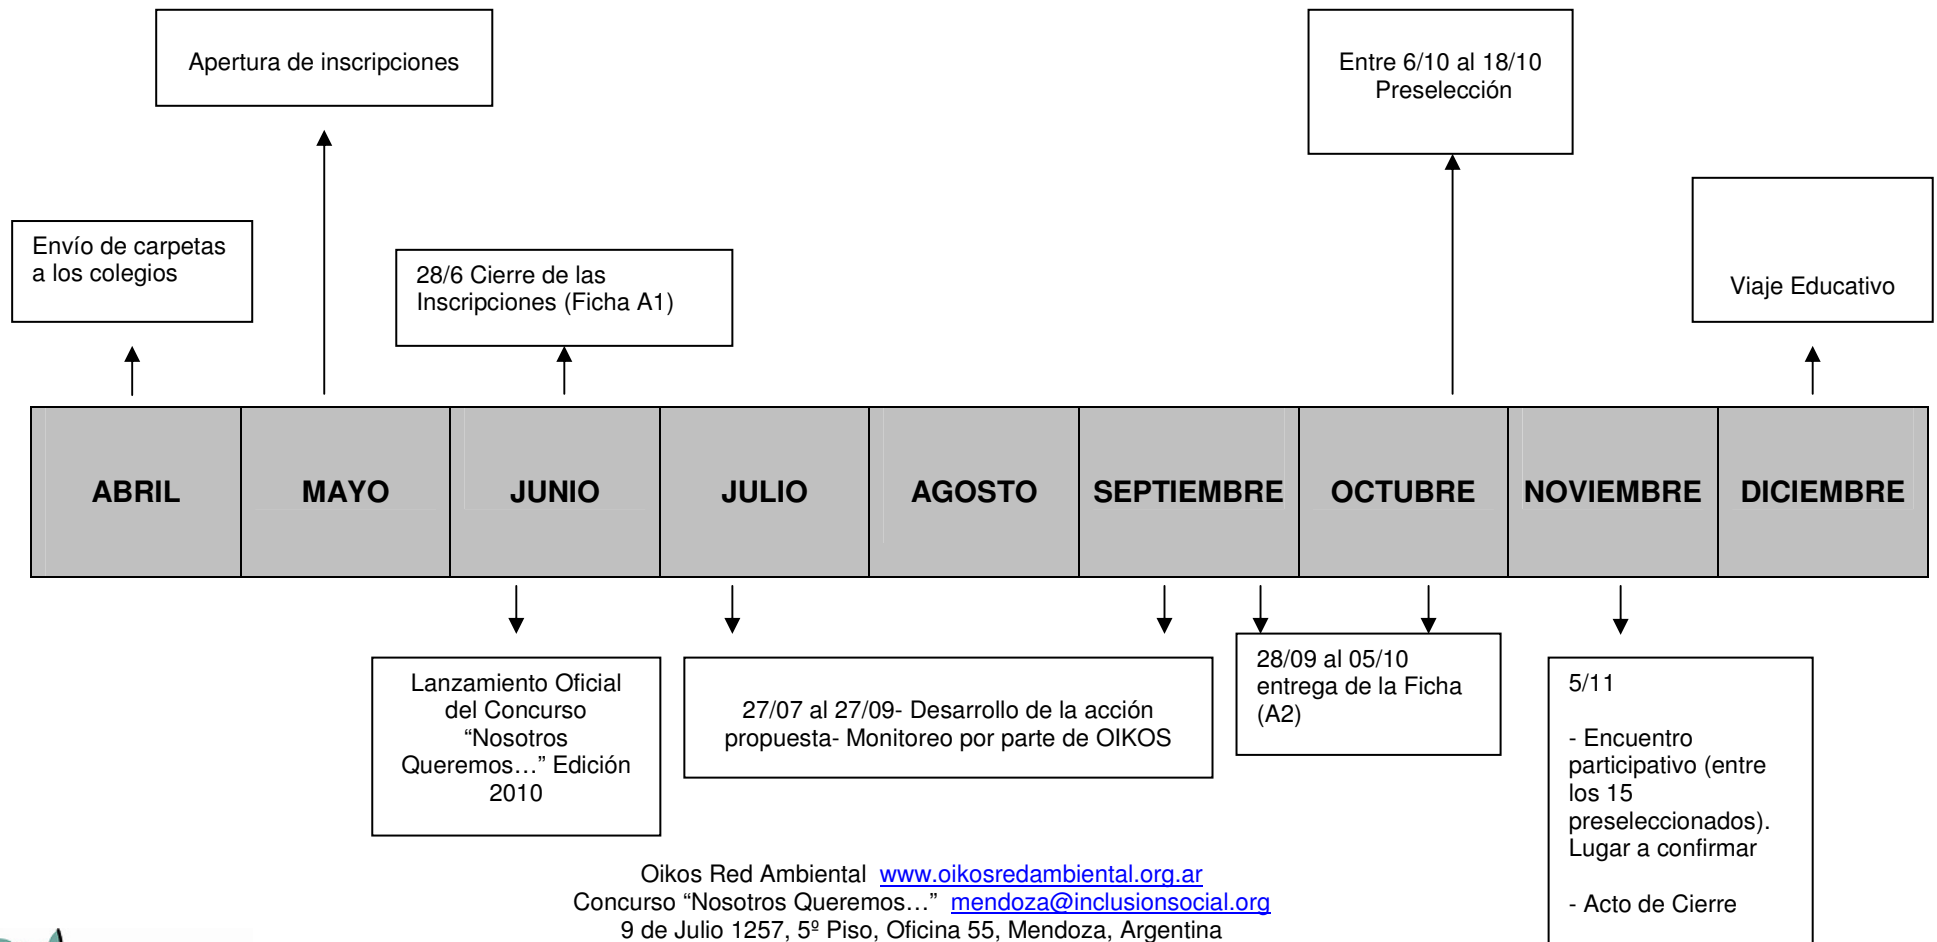 Apertura de inscripciones
Entre 6/10 al 18/10
Preselección
Envío de carpetas
a los colegios
28/6 Cierre de las
Inscripciones (Ficha A1)
Viaje Educativo
ABRIL MAYO JUNIO JULIO AGOSTO SEPTIEMBRE OCTUBRE NOVIEMBRE DICIEMBRE
Lanzamiento Oficial
del Concurso
“Nosotros
Queremos…” Edición
2010
27/07 al 27/09- Desarrollo de la acción
propuesta- Monitoreo por parte de OIKOS
28/09 al 05/10
entrega de la Ficha
(A2)
5/11
- Encuentro
participativo (entre
los 15
preseleccionados).
Lugar a confirmar
- Acto de Cierre
Oikos Red Ambiental www.oikosredambiental.org.ar
Concurso “Nosotros Queremos…” mendoza@inclusionsocial.org
9 de Julio 1257, 5º Piso, Oficina 55, Mendoza, Argentina